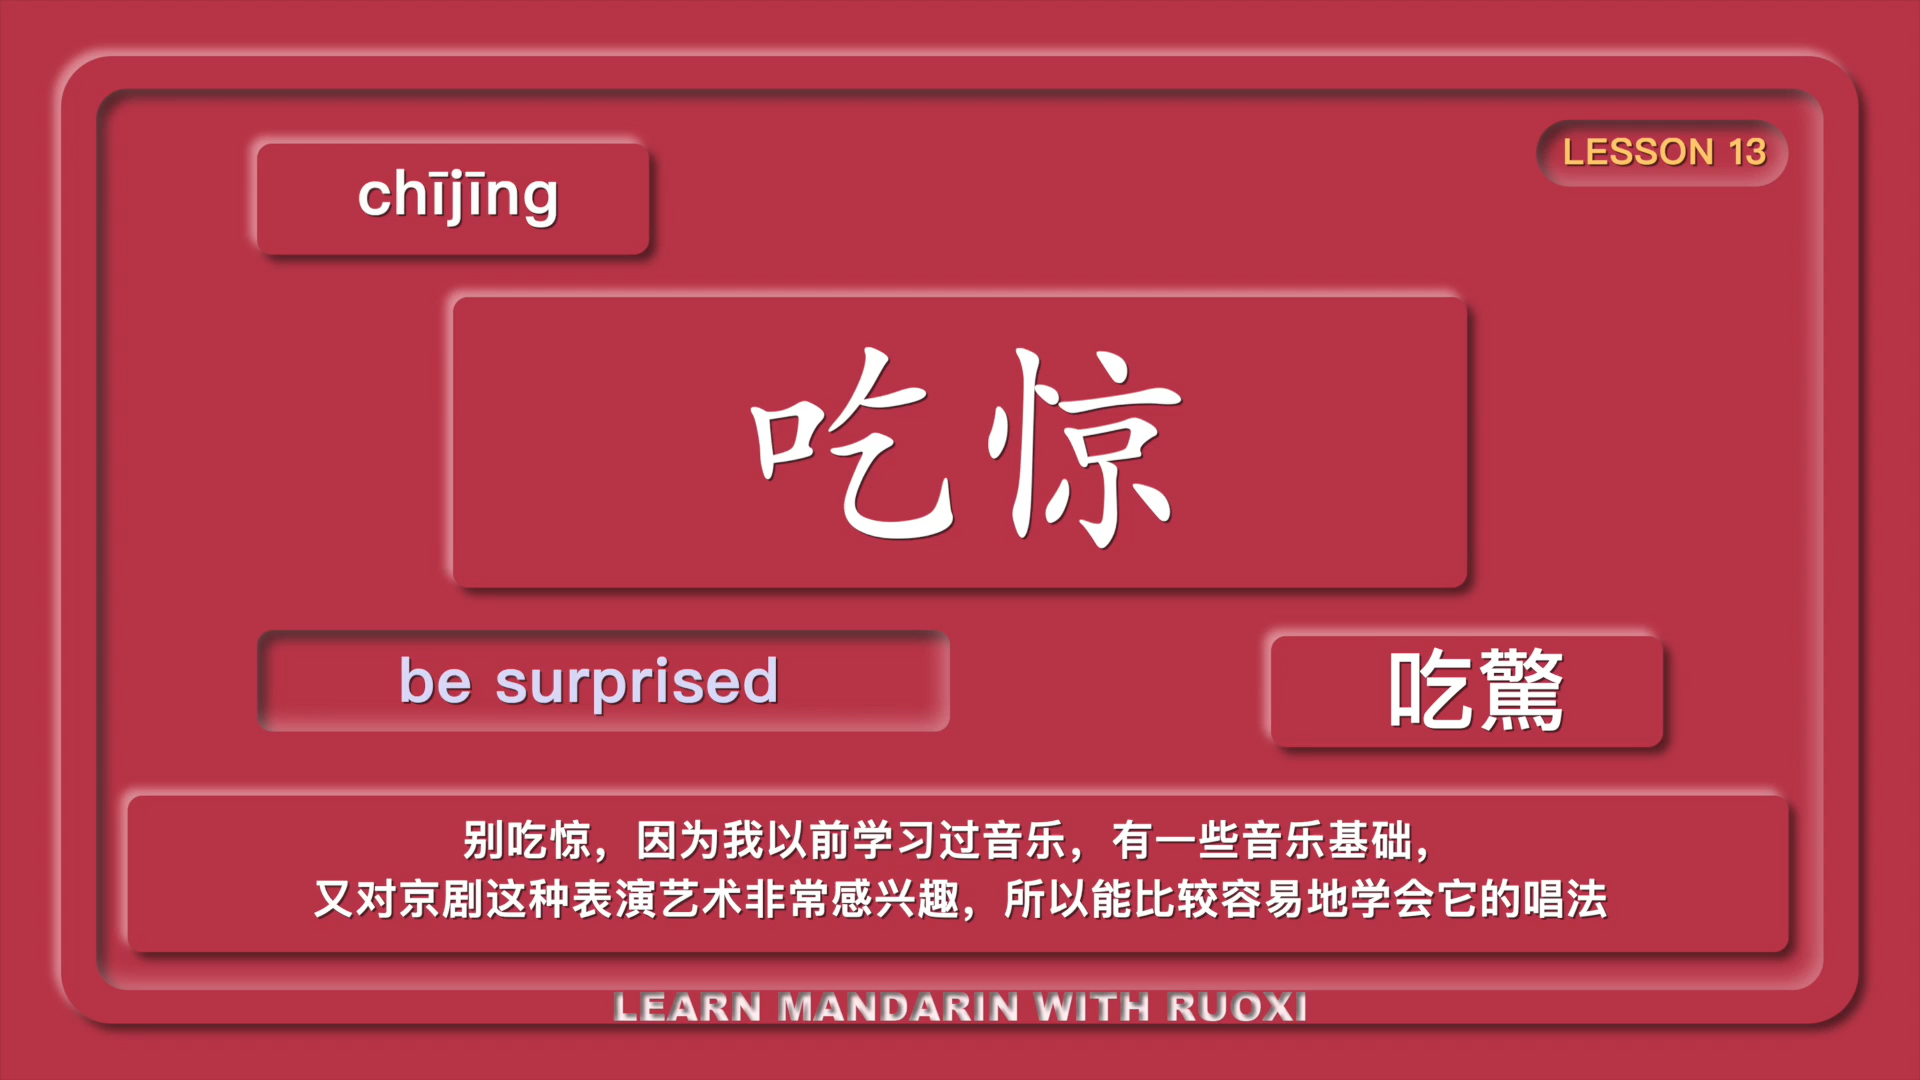 LESSON 13
chījīng
吃惊
be surprised
吃驚
别吃惊，因为我以前学习过音乐，有一些音乐基础，
又对京剧这种表演艺术非常感兴趣，所以能比较容易地学会它的唱法
LEARN MANDARIN WITH RUOXI